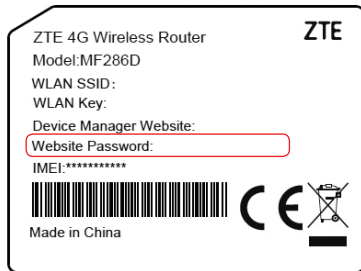 ZTE 4G Wireless Router
ZTE
Model:MF286D
WLAN SSID:
WLAN Key:
Device Manager Website:
Website Password:
IMEI:***********
Made in China
CE